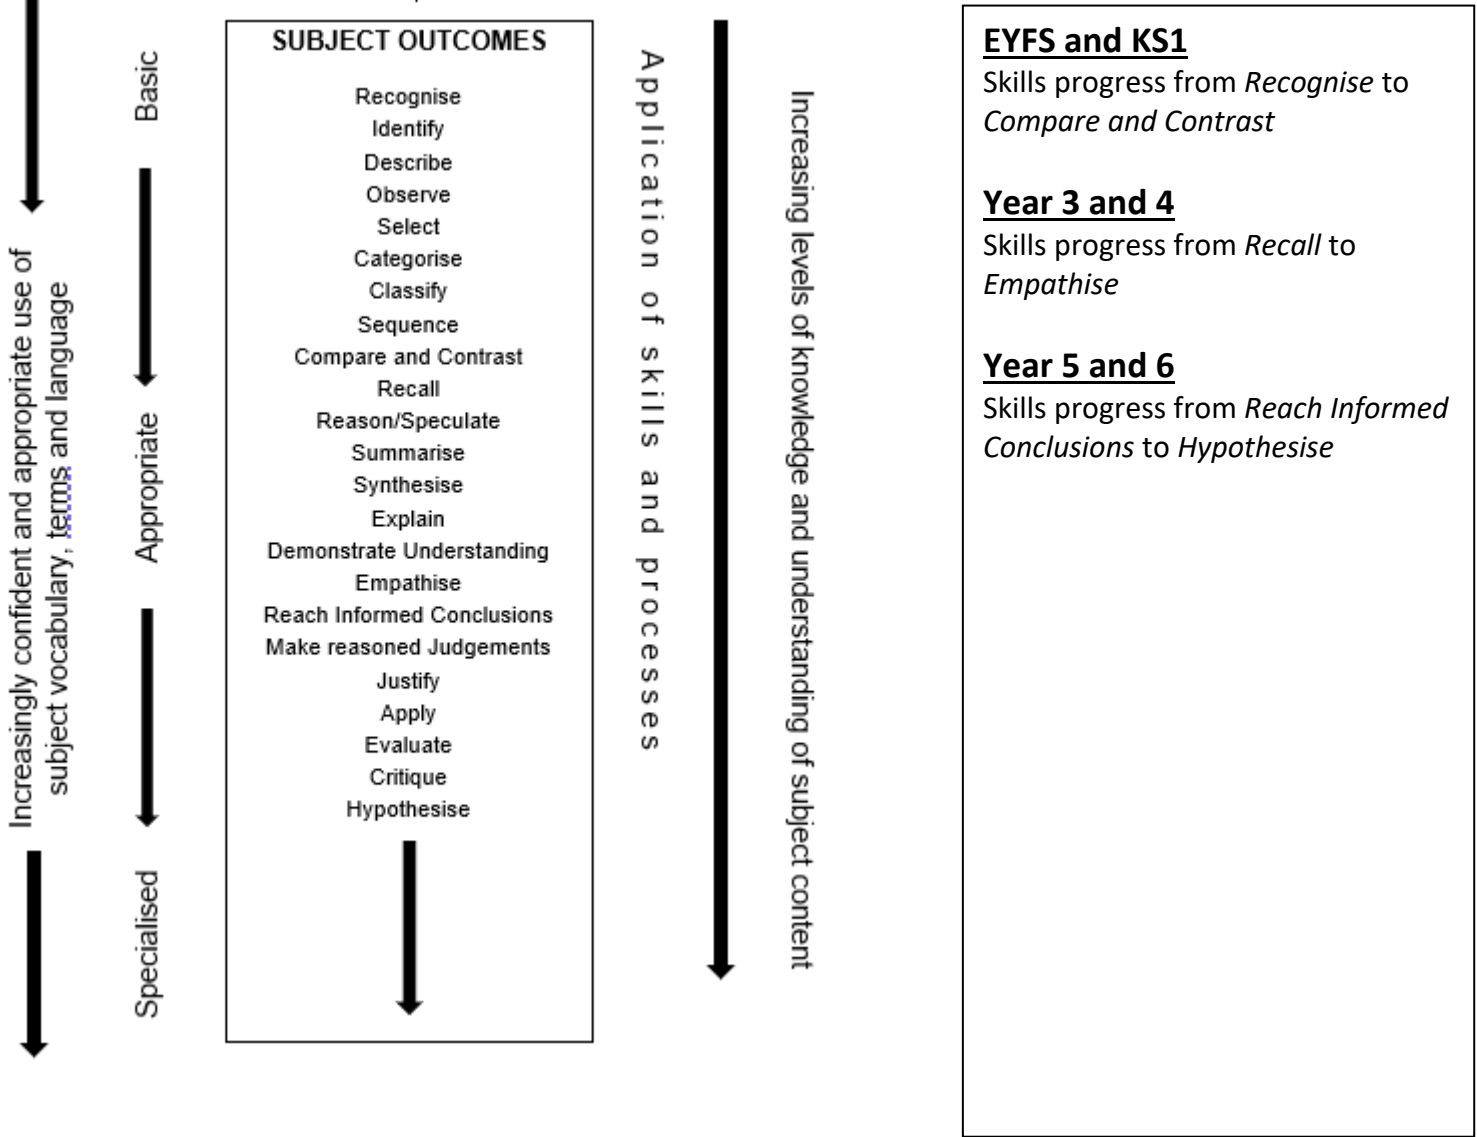 Increasingly confident and appropriate use of
subject vocabulary, terms and language
Basic
Appropriate
Specialised
SUBJECT OUTCOMES
Recognise
Identify
Describe
Observe
Select
Categorise
Classify
Sequence
Compare and Contrast
Recall
Reason/Speculate
Summarise
Synthesise
Explain
Demonstrate Understanding
Empathise
Reach Informed Conclusions
Make reasoned Judgements
Justify
Apply
Evaluate
Critique
Hypothesise
Application of skills and processes
Increasing levels of knowledge and understanding of subject content
EYFS and KS1
Skills progress from Recognise to
Compare and Contrast
Year 3 and 4
Skills progress from Recall to
Empathise
Year 5 and 6
Skills progress from Reach Informed
Conclusions to Hypothesise